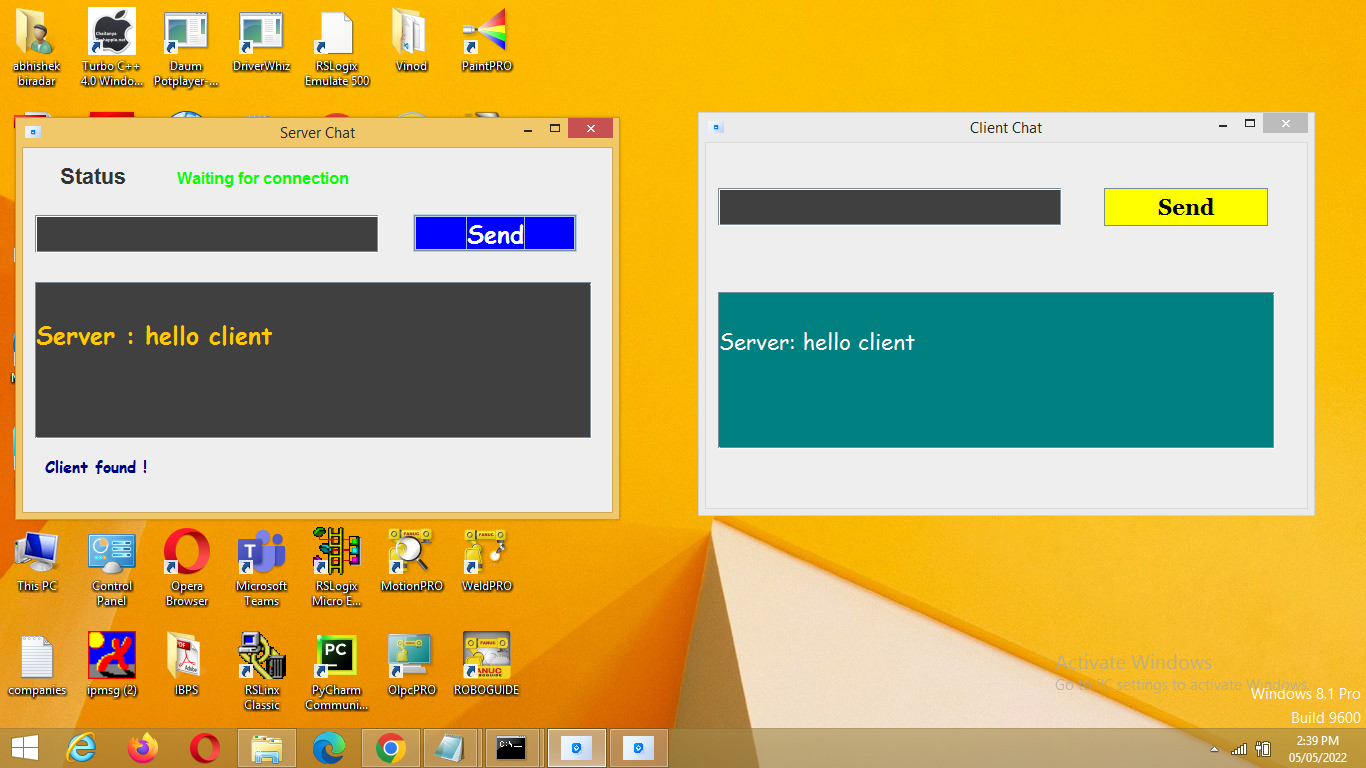 abhishek
biradar
Turbo C++
4.0 Windo...
Daum
Potplayer-...
DriverWhiz
RSLogix
Emulate 500
Vinod
PaintPRO
Server Chat
Status
Waiting for connection
Send
Server : hello client
Client found !
Client Chat
Send
Server: hello client
This PC
Control
Panel
Opera
Browser
Microsoft
Teams
RSLogix
Micro E...
MotionPRO
WeldPRO
companies
ipmsg (2)
IBPS
RSLinx
Classic
PC
PyCharm
Communi...
OlpcPRO
ROBOGUIDE
Activate Windows
Go to PC settings to activate Windows.
Windows 8.1 Pro
Build 9600
2:39 PM
05/05/2022